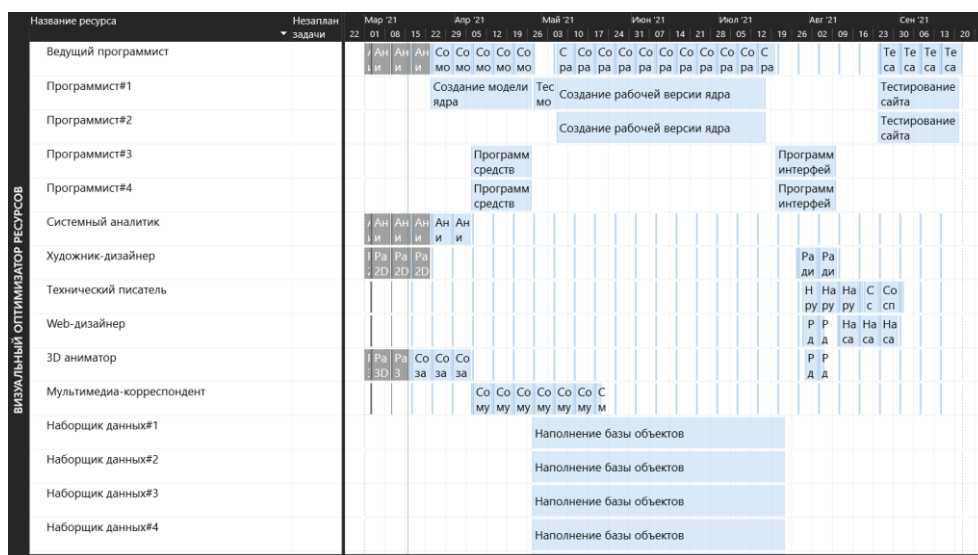 Название ресурса
Незаплан
задачи
Мар '21 Апр '21 Май '21 Июн '21 Июл '21 Авг '21 Сен '21
22 01 08 15 22 29 05 12 19 26 03 10 17 24 31 07 14 21 28 05 12 19 26 02 09 16 23 30 06 13 20
ВИЗУАЛЬНЫЙ ОПТИМИЗАТОР РЕСУРСОВ
Ведущий программист
Ан Ан Ан Со Со Со Со Со С Со Со Со Со Со Со Со Со Со С Те Те Те Те
и и и мо мо мо мо мо ра ра ра ра ра ра ра ра ра ра ра са са са са
Программист#1
Создание модели Тес Создание рабочей версии ядра Тестирование
ядра мо сайта
Программист#2
Создание рабочей версии ядра Тестирование
сайта
Программист#3
Программ Программ
средств интерфей
Программист#4
Программ Программ
средств интерфей
Системный аналитик
Ан Ан Ан Ан Ан
и и и и и
Художник-дизайнер
Ра Ра Ра Ра Ра
2D 2D 2D ди ди
Технический писатель
Н На На С Со
ру ру ру с сп
Web-дизайнер
Р Р На На На
д д са са са
3D аниматор
Ра Ра Со Со Со Р Р
3D 3 за за за д д
Мультимедиа-корреспондент
Со Со Со Со Со Со С
му му му му му му м
Наборщик данных#1
Наполнение базы объектов
Наборщик данных#2
Наполнение базы объектов
Наборщик данных#3
Наполнение базы объектов
Наборщик данных#4
Наполнение базы объектов